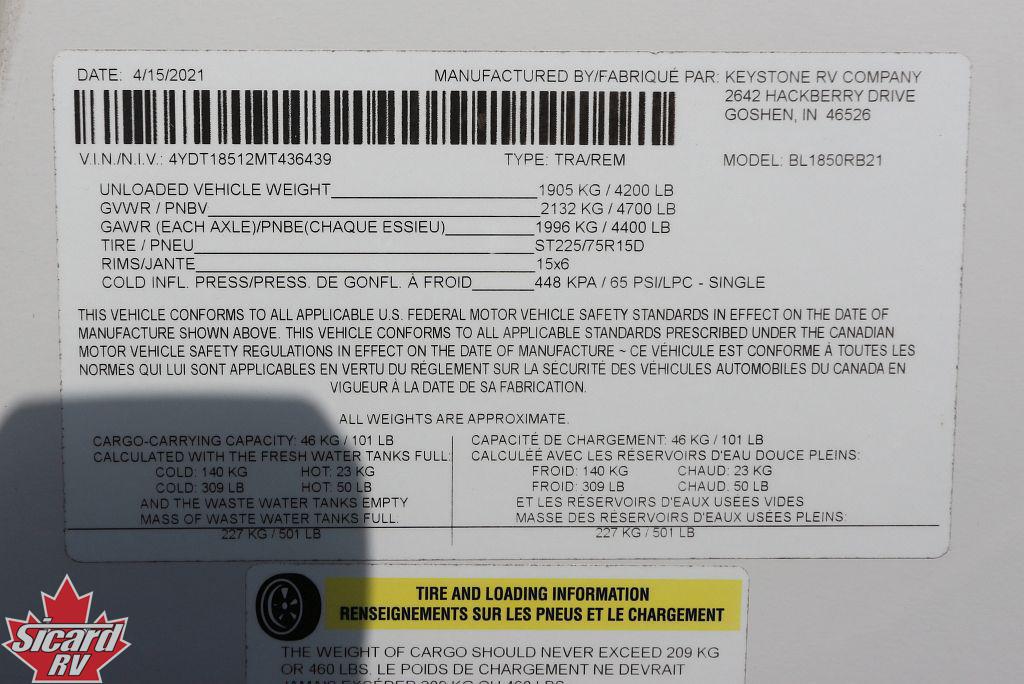 DATE: 4/15/2021 MANUFACTURED BY/FABRIQUÉ PAR: KEYSTONE RV COMPANY
2642 HACKBERRY DRIVE
GOSHEN, IN 46526
V.I.N./N.I.V.: 4YDT18512MT436439 TYPE: TRA/REM MODEL: BL1850RB21
UNLOADED VEHICLE WEIGHT 1905 KG / 4200 LB
GVWR / PNBV 2132 KG / 4700 LB
GAWR (EACH AXLE)/PNBE(CHAQUE ESSIEU) 1996 KG / 4400 LB
TIRE / PNEU ST225/75R15D
RIMS/JANTE 15x6
COLD INFL. PRESS/PRESS. DE GONFL. À FROID 448 KPA / 65 PSI/LPC - SINGLE
THIS VEHICLE CONFORMS TO ALL APPLICABLE U.S. FEDERAL MOTOR VEHICLE SAFETY STANDARDS IN EFFECT ON THE DATE OF
MANUFACTURE SHOWN ABOVE. THIS VEHICLE CONFORMS TO ALL APPLICABLE STANDARDS PRESCRIBED UNDER THE CANADIAN
MOTOR VEHICLE SAFETY REGULATIONS IN EFFECT ON THE DATE OF MANUFACTURE ~ CE VÉHICULE EST CONFORME À TOUTES LES
NORMES QUI LUI SONT APPLICABLES EN VERTU DU RÉGLEMENT SUR LA SÉCURITÉ DES VÉHICULES AUTOMOBILES DU CANADA EN
VIGUEUR À LA DATE DE SA FABRICATION.
ALL WEIGHTS ARE APPROXIMATE.
CARGO-CARRYING CAPACITY: 46 KG / 101 LB
CALCULATED WITH THE FRESH WATER TANKS FULL:
COLD: 140 KG HOT: 23 KG
COLD: 309 LB HOT: 50 LB
AND THE WASTE WATER TANKS EMPTY
MASS OF WASTE WATER TANKS FULL:
227 KG / 501 LB
CAPACITÉ DE CHARGEMENT: 46 KG / 101 LB
CALCULÉE AVEC LES RÉSERVOIRS D'EAU DOUCE PLEINS:
FROID: 140 KG CHAUD: 23 KG
FROID: 309 LB CHAUD: 50 LB
ET LES RÉSERVOIRS D'EAUX USÉES VIDES
MASSE DES RÉSERVOIRS D'EAUX USÉES PLEINS:
227 KG / 501 LB
TIRE AND LOADING INFORMATION
RENSEIGNEMENTS SUR LES PNEUS ET LE CHARGEMENT
THE WEIGHT OF CARGO SHOULD NEVER EXCEED 209 KG
OR 460 LBS. LE POIDS DE CHARGEMENT NE DEVRAIT
Sicard
RV